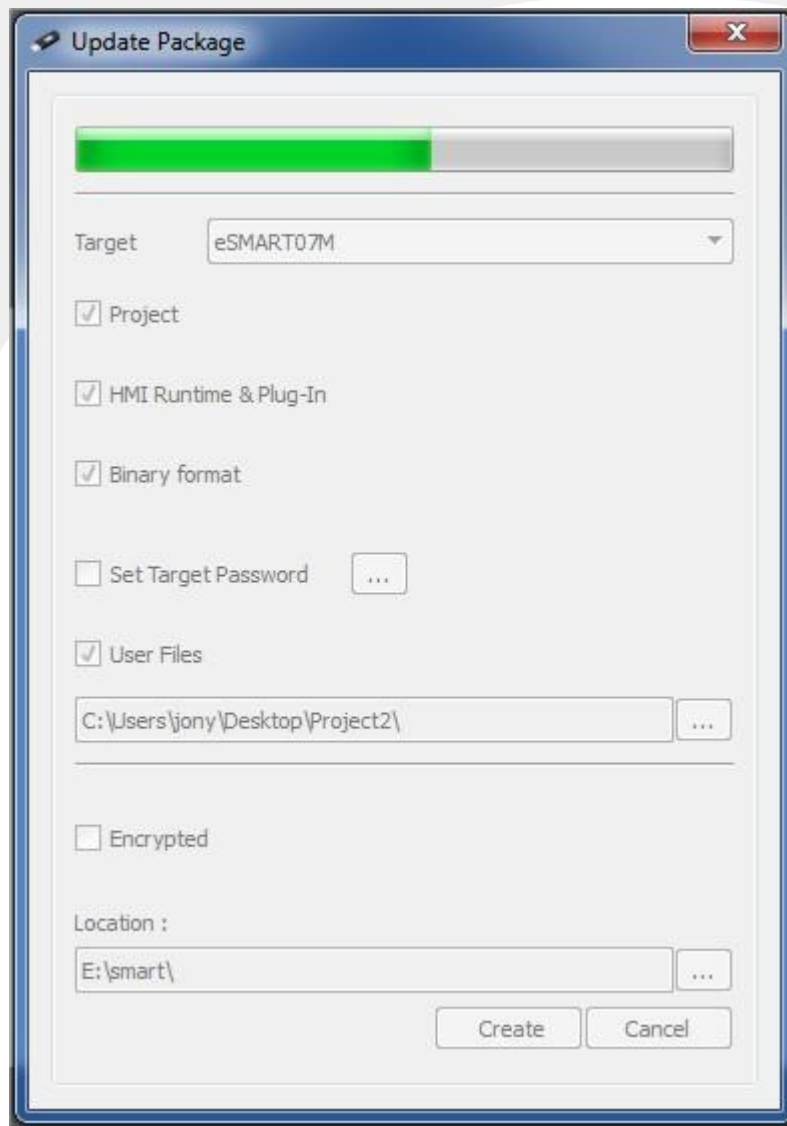 Update Package
Target eSMART07M
Project
HMI Runtime & Plug-In
Binary format
Set Target Password ...
User Files
C:\Users\jony\Desktop\Project2\ ...
Encrypted
Location :
E:\smart\ ...
Create Cancel